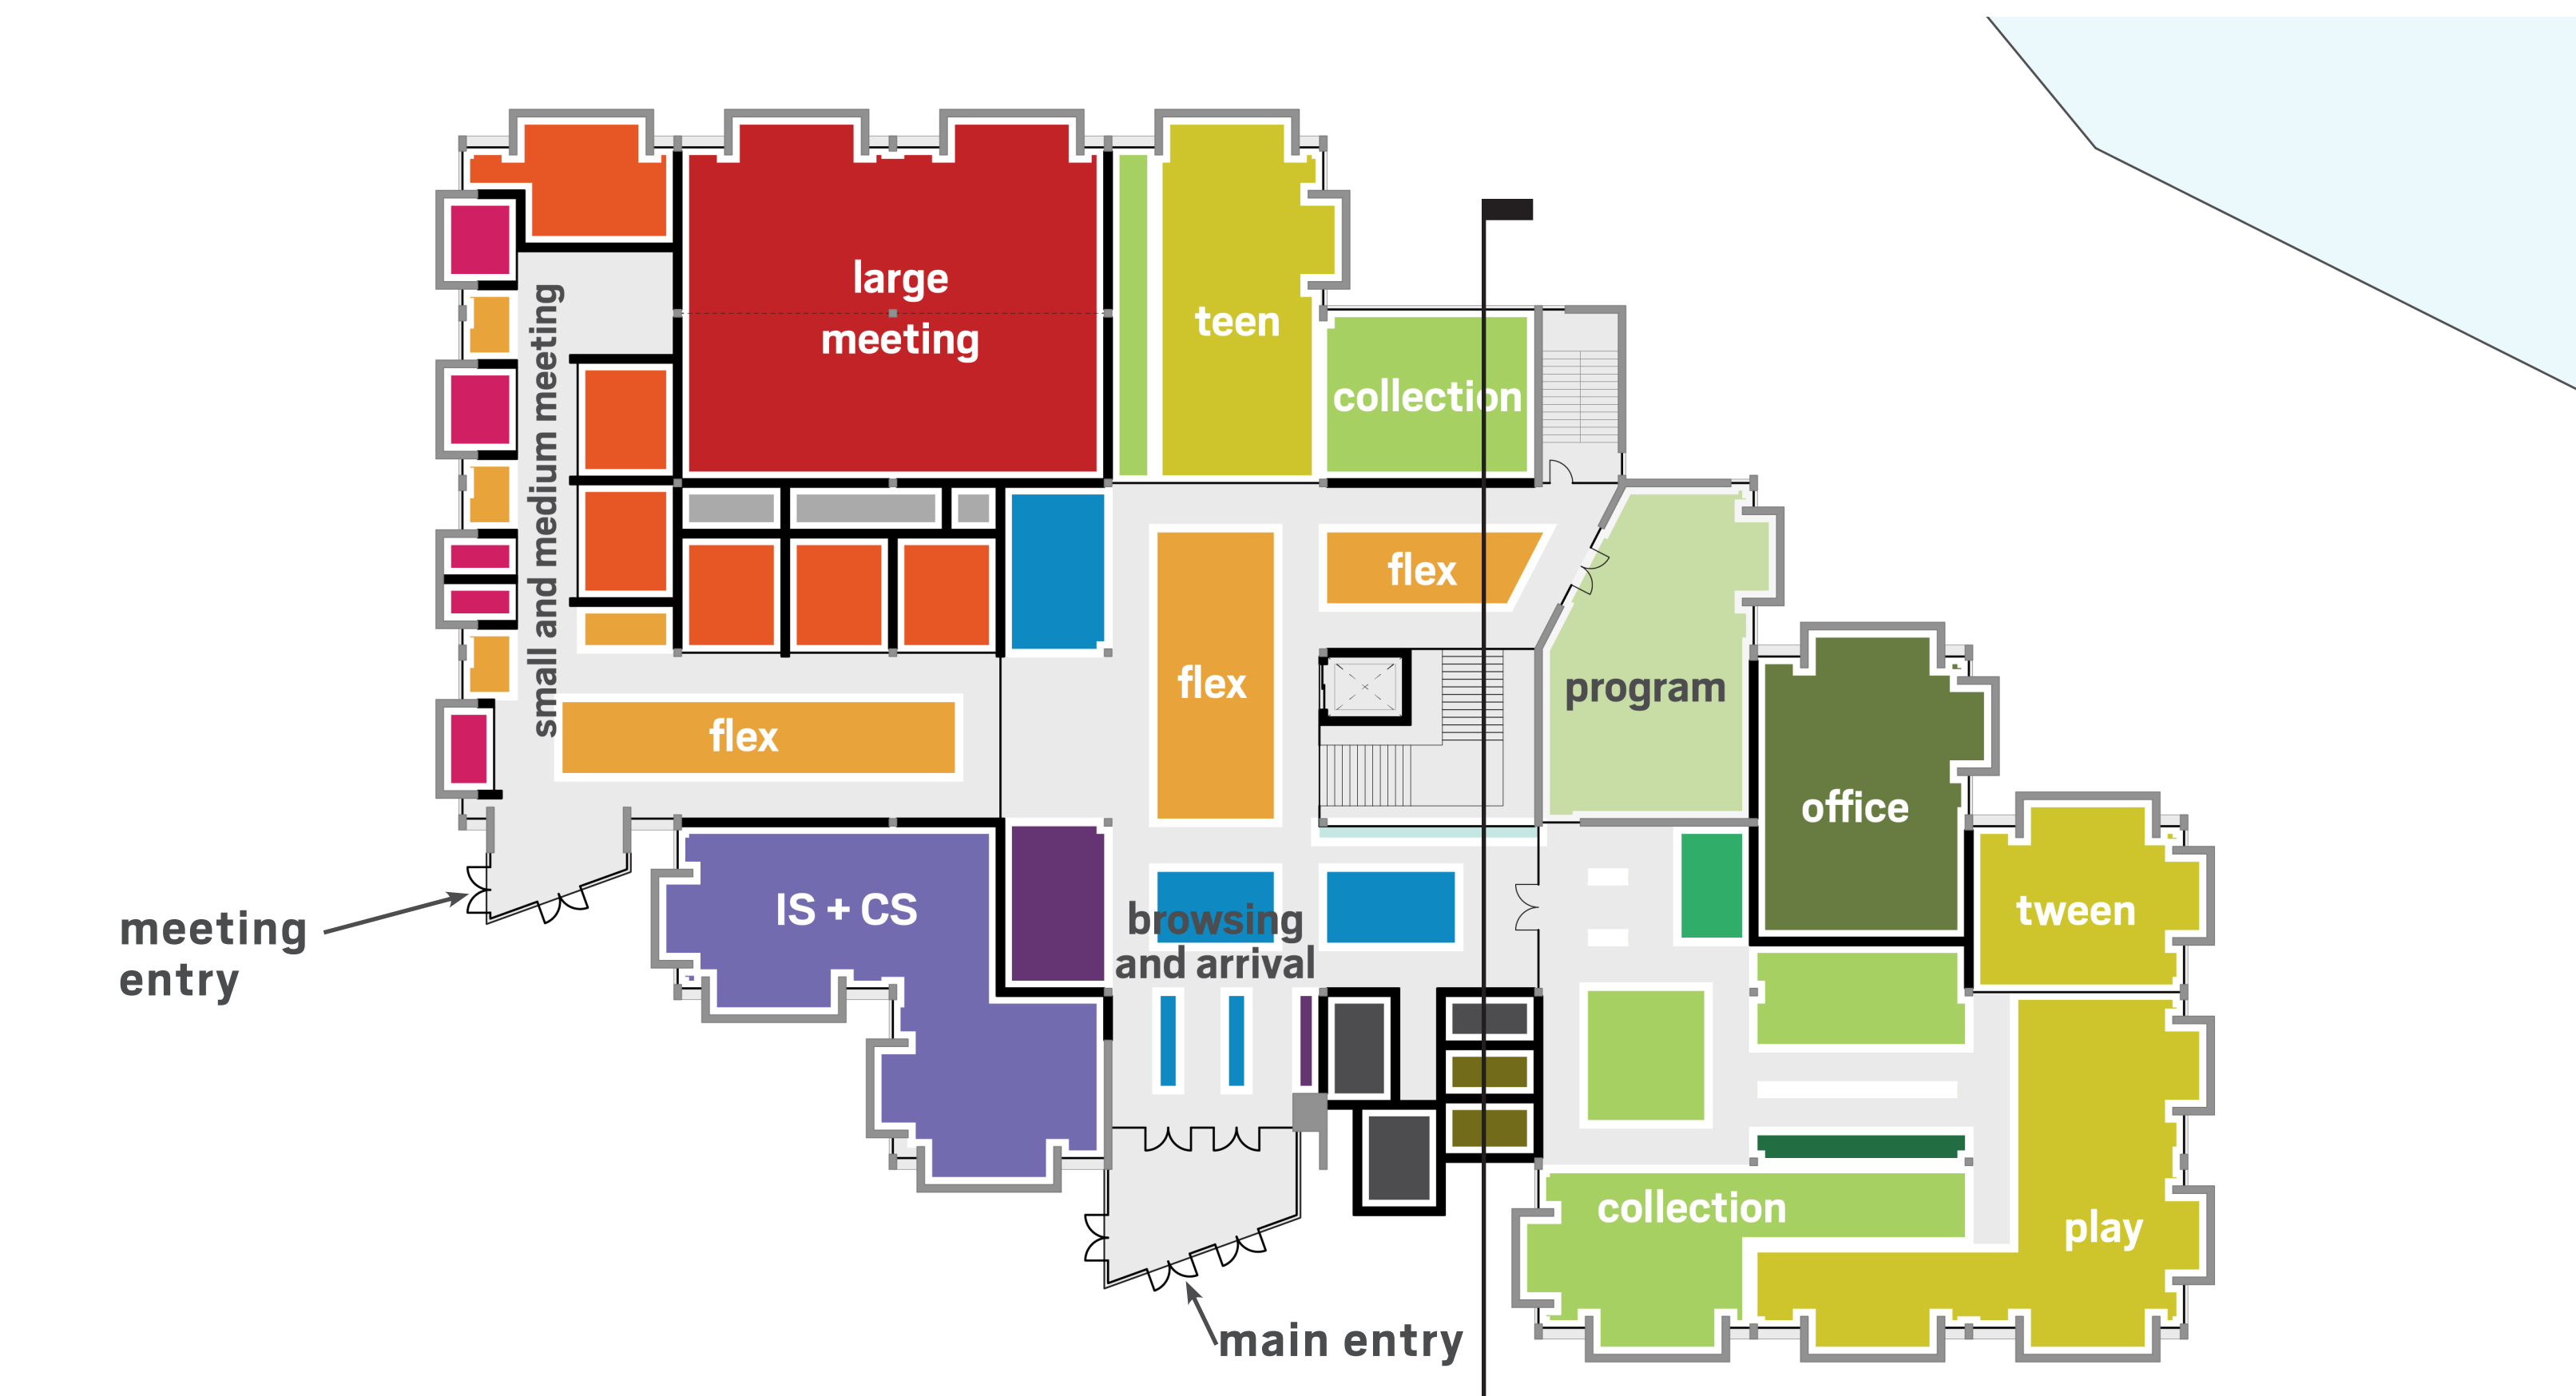 large
meeting
teen
collection
small and medium meeting
flex
flex
flex
program
office
IS + CS
tween
browsing
and arrival
meeting
entry
collection
play
main entry